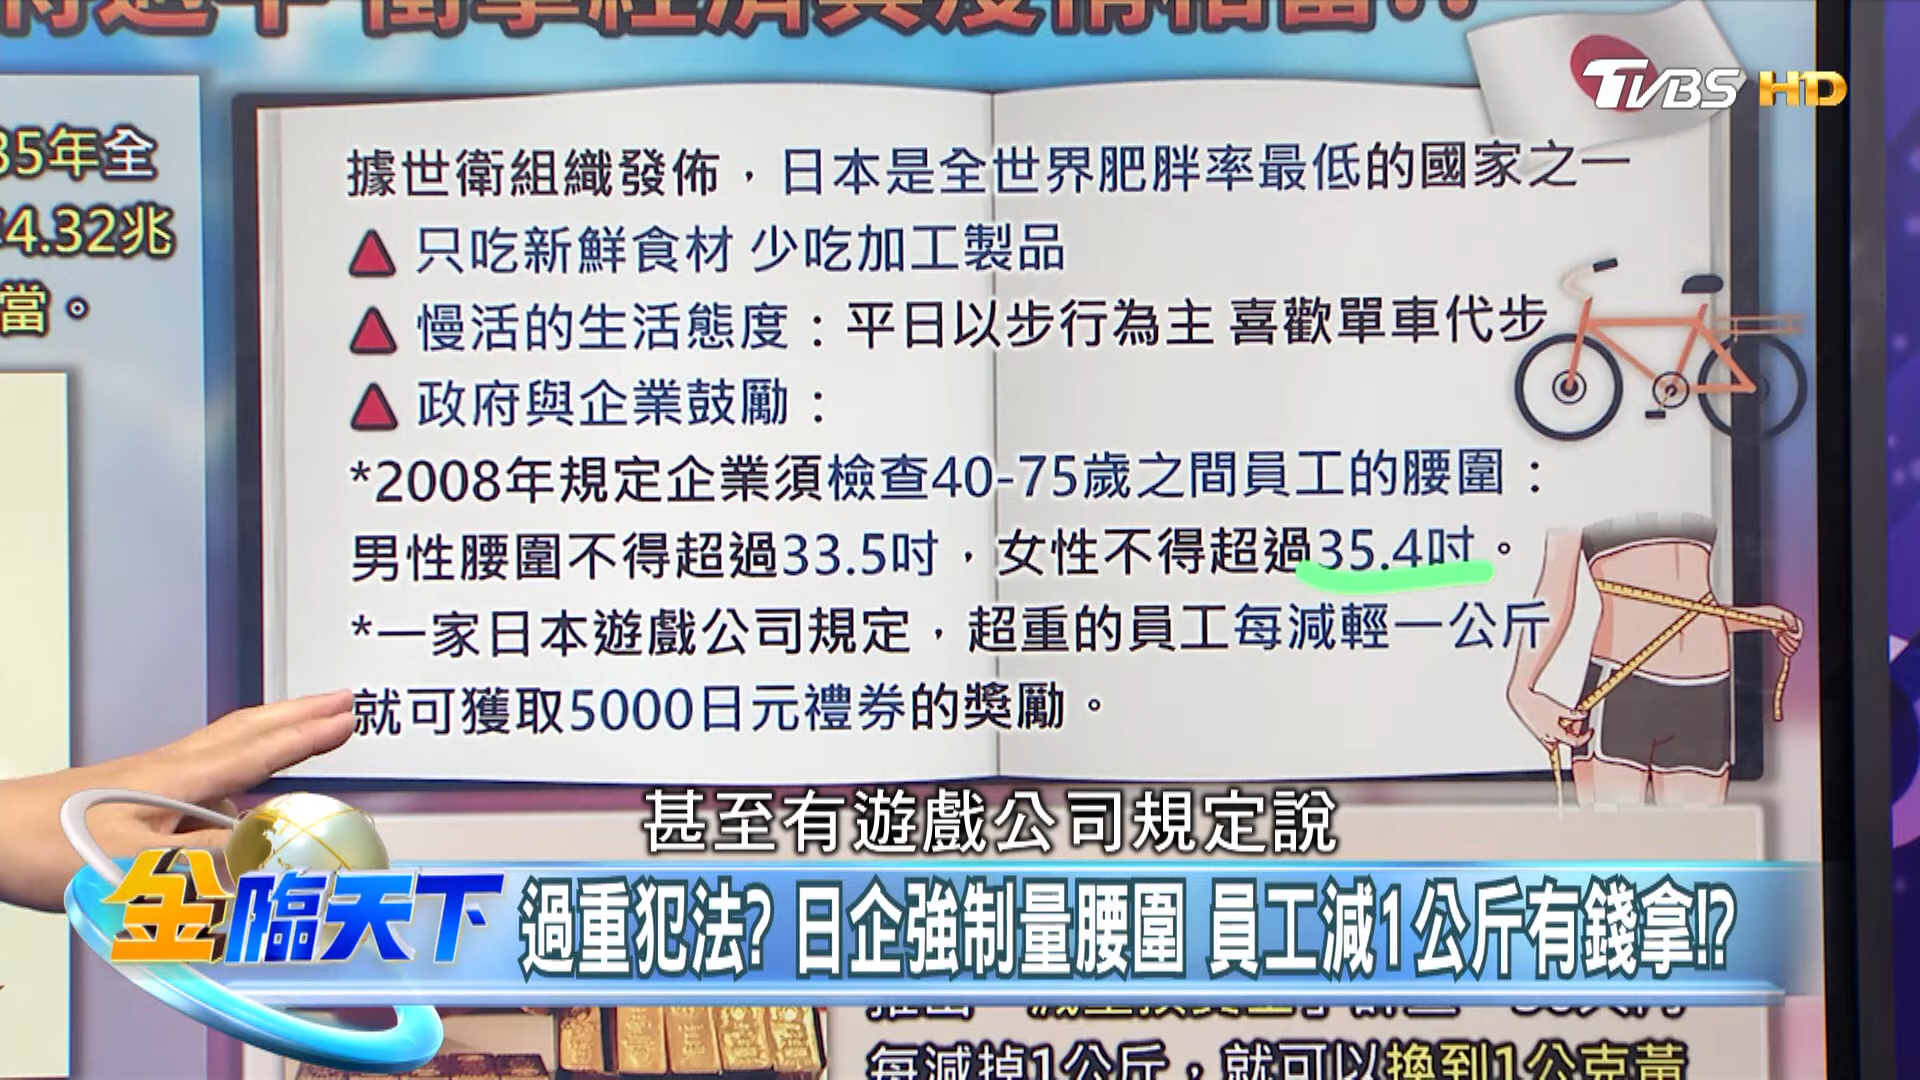 衝擊經濟與疫情相當??
TVBS HD
35年全
4.32兆
當。
據世衛組織發佈，日本是全世界肥胖率最低的國家之一
▲ 只吃新鮮食材 少吃加工製品
▲ 慢活的生活態度：平日以步行為主 喜歡單車代步
▲ 政府與企業鼓勵：
*2008年規定企業須檢查40-75歲之間員工的腰圍：
男性腰圍不得超過33.5吋，女性不得超過35.4吋。
*一家日本遊戲公司規定，超重的員工每減輕一公斤
就可獲取5000日元禮券的獎勵。
甚至有遊戲公司規定說
金臨天下
過重犯法? 日企強制量腰圍 員工減1公斤有錢拿!?
每減掉1公斤，就可以換到1公克黃